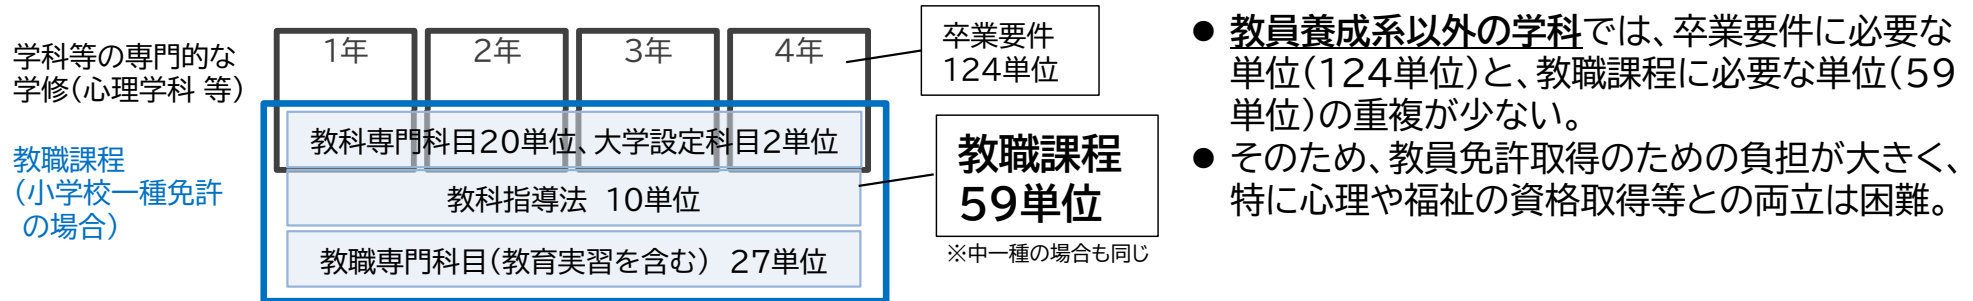 学科等の専門的な
学修(心理学科 等)
1年
2年
3年
4年
卒業要件
124単位
教職課程
(小学校一種免許
の場合)
教科専門科目20単位、大学設定科目2単位
教科指導法 10単位
教職専門科目(教育実習を含む) 27単位
教職課程
59単位
※中一種の場合も同じ
● 教員養成系以外の学科では、卒業要件に必要な
単位(124単位)と、教職課程に必要な単位(59
単位)の重複が少ない。
● そのため、教員免許取得のための負担が大きく、
特に心理や福祉の資格取得等との両立は困難。